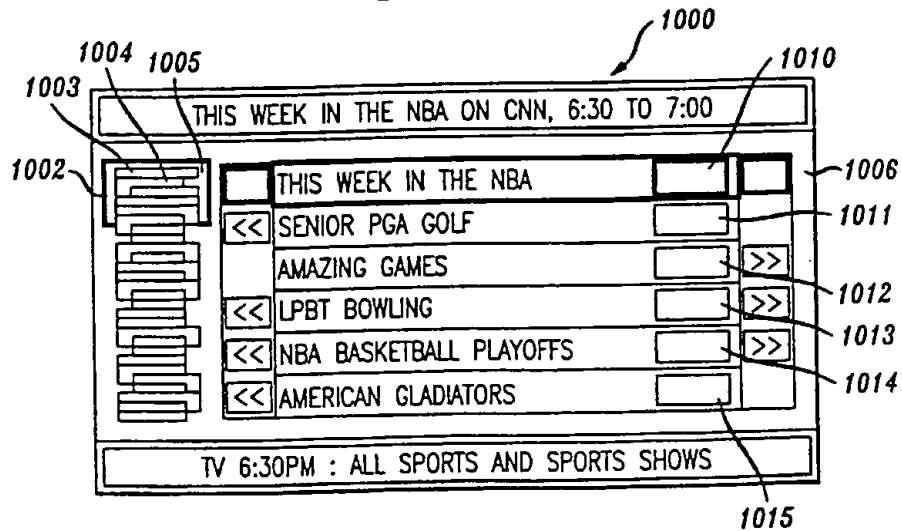 1000
1004
1010
1003
1005
THIS WEEK IN THE NBA ON CNN, 6:30 TO 7:00
1002
THIS WEEK IN THE NBA
1006
<< SENIOR PGA GOLF
1011
AMAZING GAMES >>
1012
<< LPBT BOWLING >>
1013
<< NBA BASKETBALL PLAYOFFS >>
1014
<< AMERICAN GLADIATORS
TV 6:30PM : ALL SPORTS AND SPORTS SHOWS
1015